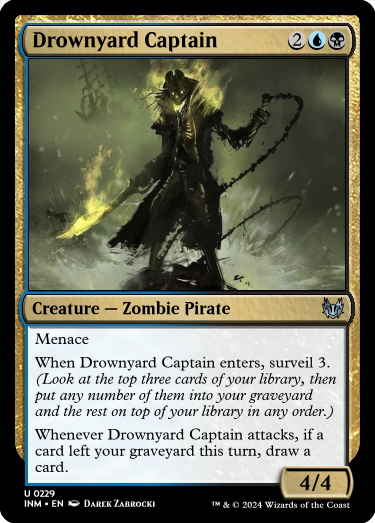 Drownyard Captain 2
Creature — Zombie Pirate
Menace
When Drownyard Captain enters, surveil 3.
(Look at the top three cards of your library, then
put any number of them into your graveyard
and the rest on top of your library in any order.)
Whenever Drownyard Captain attacks, if a
card left your graveyard this turn, draw a
card.
4/4
U 0229
INM • EN DAREK ZABROCKI ™ & © 2024 Wizards of the Coast